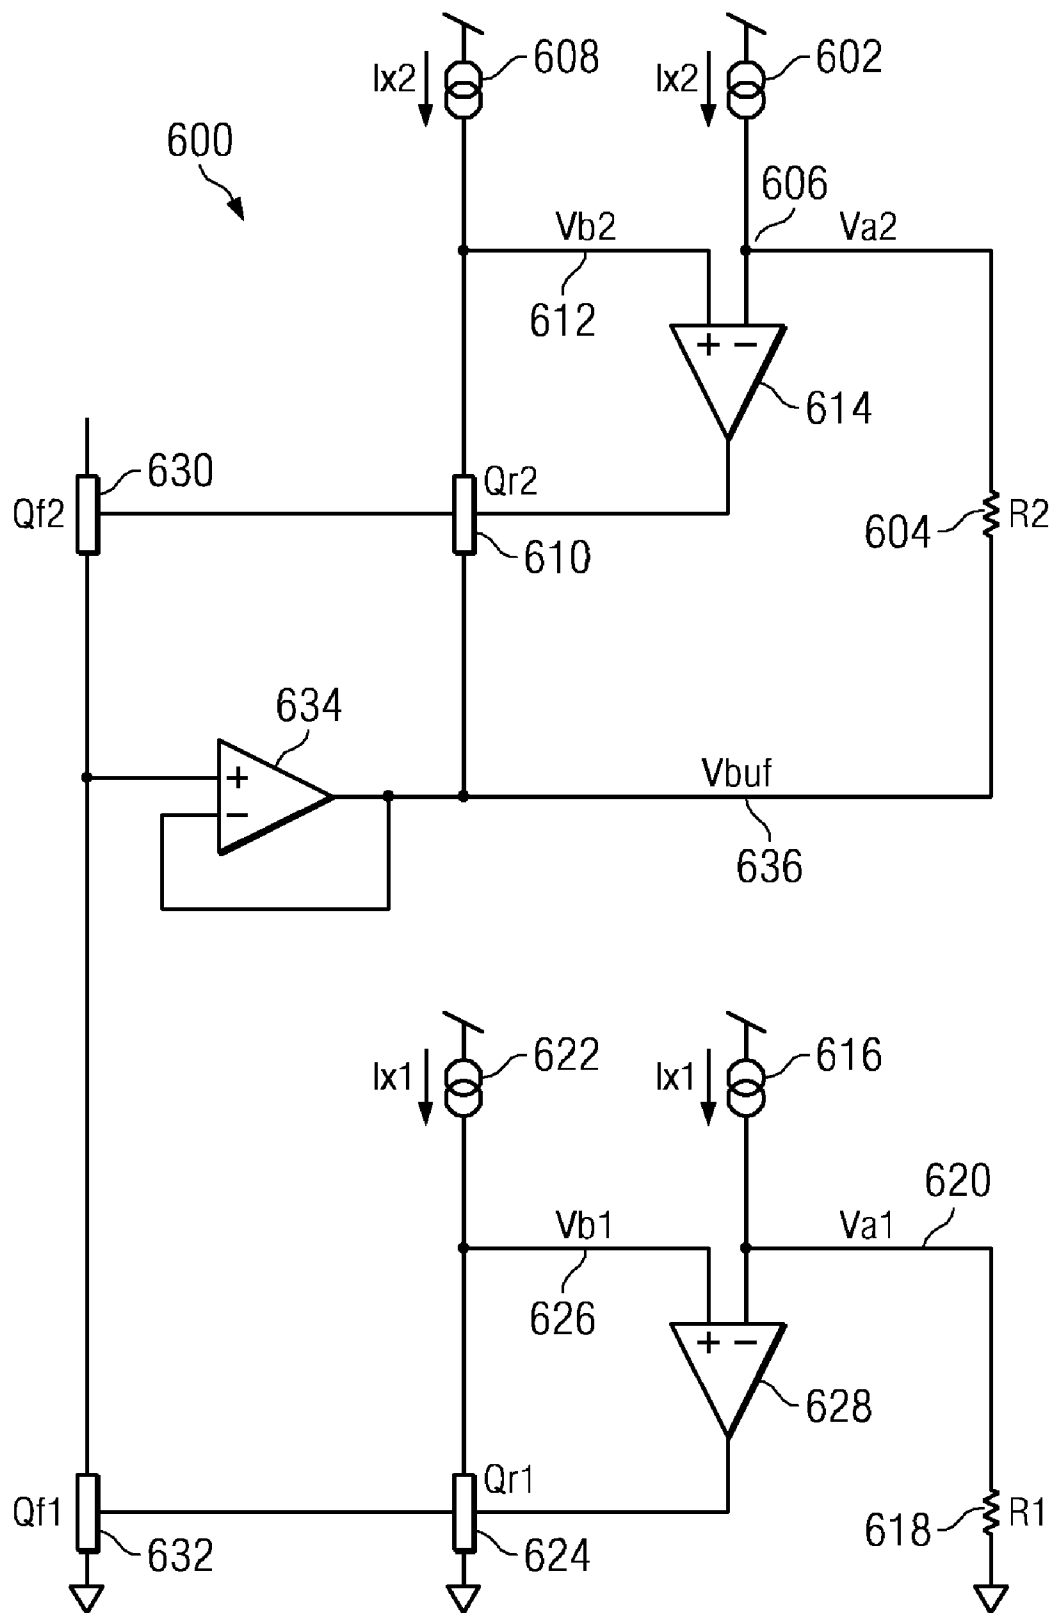 608
602
Ix2
Ix2
600
606
Vb2
Va2
612
+ −
614
630
Qr2
Qf2
604
R2
610
634
+
−
Vbuf
636
622
616
Ix1
Ix1
620
Vb1
Va1
626
+ −
628
Qr1
Qf1
618
R1
632
624